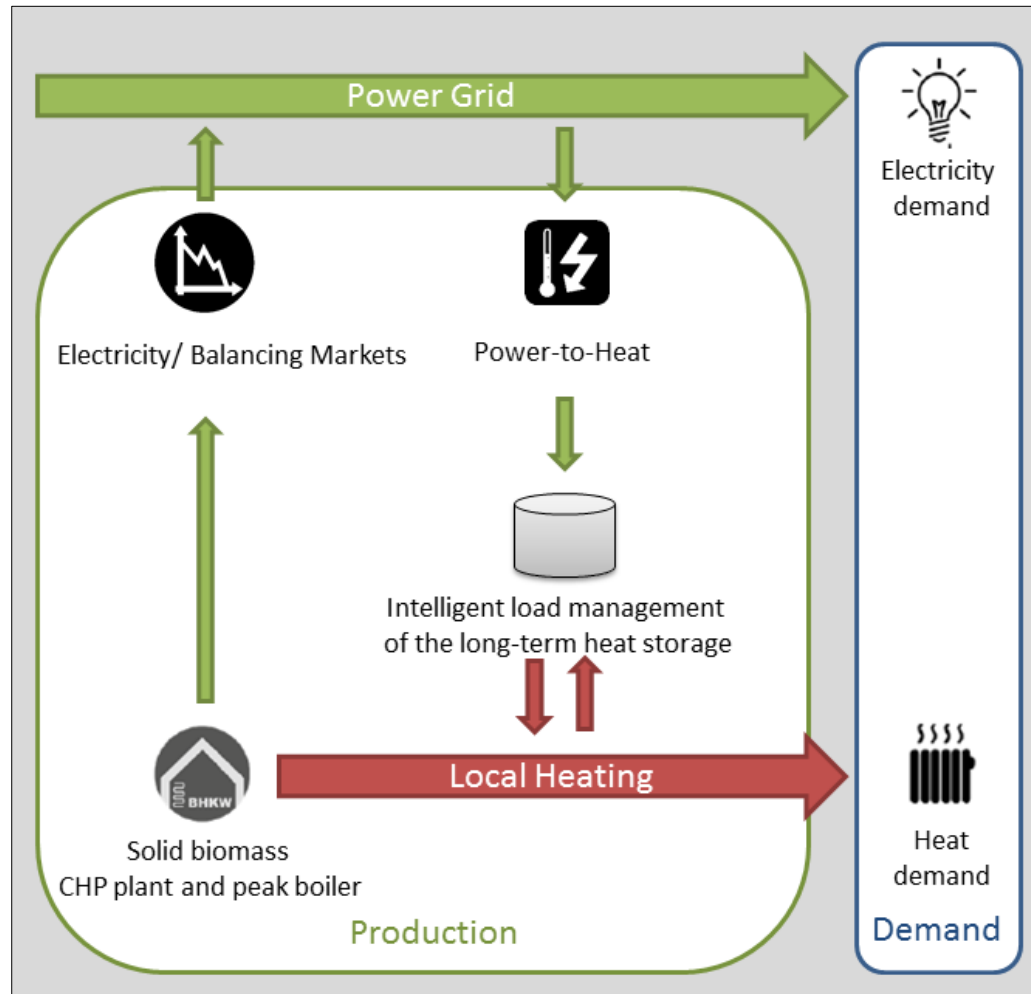 Power Grid
Electricity
demand
Electricity/ Balancing Markets
Power-to-Heat
Intelligent load management
of the long-term heat storage
BHKW
Local Heating
Solid biomass
CHP plant and peak boiler
Heat
demand
Production
Demand